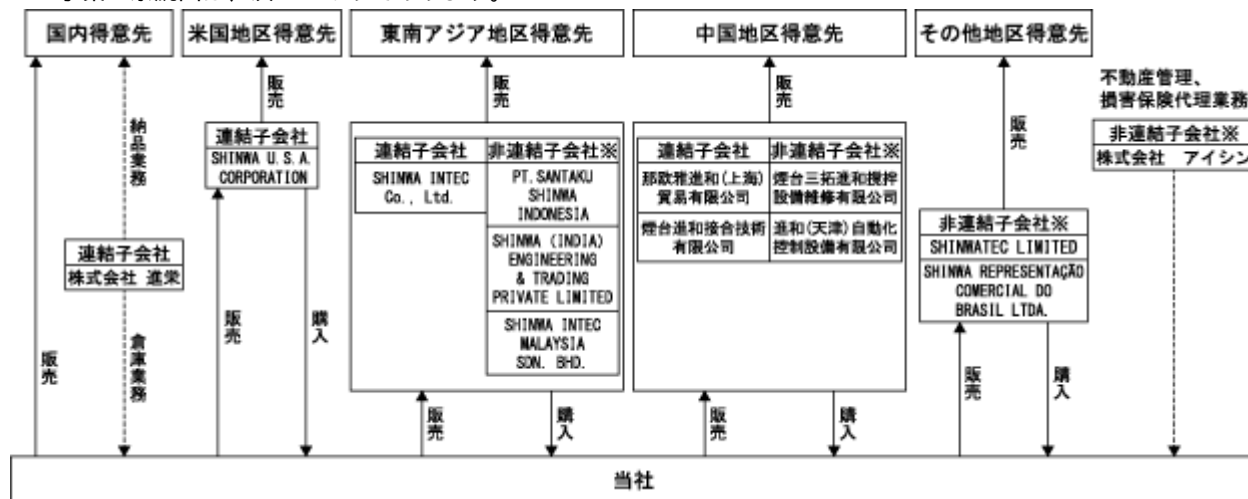 国内得意先
米国地区得意先
東南アジア地区得意先
中国地区得意先
その他地区得意先
不動産管理、
損害保険代理業務
非連結子会社※
株式会社 アイシン
販売
納品業務
連結子会社
株式会社 進栄
倉庫業務
販売
連結子会社
SHINWA U.S.A.
CORPORATION
販売
購入
販売
連結子会社
SHINWA INTEC
Co., Ltd.
非連結子会社※
PT. SANTAKU
SHINWA
INDONESIA
SHINWA (INDIA)
ENGINEERING
& TRADING
PRIVATE LIMITED
SHINWA INTEC
MALAYSIA
SDN. BHD.
販売
購入
販売
連結子会社
那欧雅進和(上海)
貿易有限公司
煙台進和接合技術
有限公司
非連結子会社※
煙台三拓進和撹拌
設備維修有限公司
進和(天津)自動化
控制設備有限公司
販売
購入
販売
非連結子会社※
SHINWATEC LIMITED
SHINWA REPRESENTAÇÃO
COMERCIAL DO
BRASIL LTDA.
販売
購入
当社